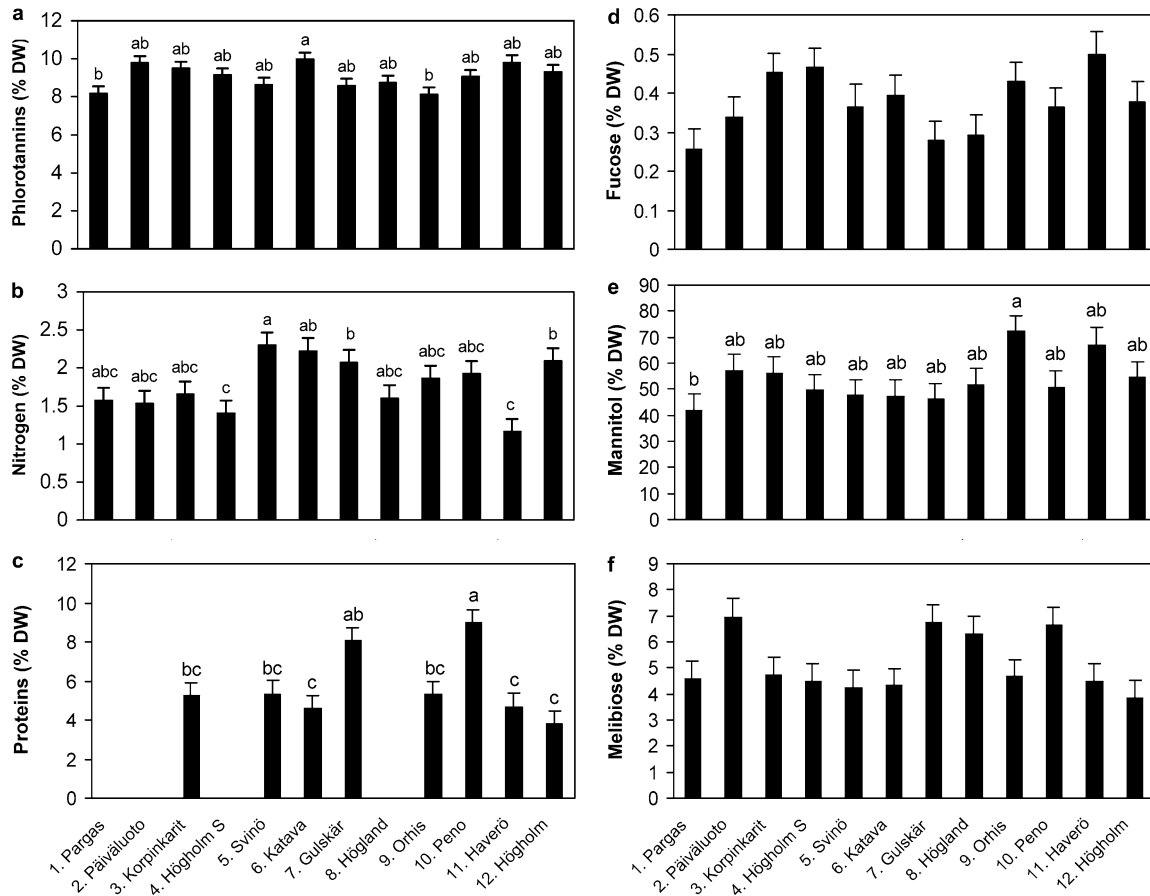 a
Phlorotannins (% DW)
12
10
8
6
4
2
0
b ab ab ab ab a ab ab b ab ab ab
b
Nitrogen (% DW)
3
2.5
2
1.5
1
0.5
0
abc abc abc c a ab b abc abc abc c b
c
Proteins (% DW)
12
10
8
6
4
2
0
bc bc c ab bc a c c
1. Pargas
2. Päiväluoto
3. Korpinkarit
4. Högholm S
5. Svinö
6. Katava
7. Gulskär
8. Högland
9. Orhis
10. Peno
11. Haverö
12. Högholm
d
Fucose (% DW)
0.6
0.5
0.4
0.3
0.2
0.1
0
e
Mannitol (% DW)
90
80
70
60
50
40
30
20
10
0
b ab ab ab ab ab ab ab a ab ab ab
f
Melibiose (% DW)
9
8
7
6
5
4
3
2
1
0
1. Pargas
2. Päiväluoto
3. Korpinkarit
4. Högholm S
5. Svinö
6. Katava
7. Gulskär
8. Högland
9. Orhis
10. Peno
11. Haverö
12. Högholm